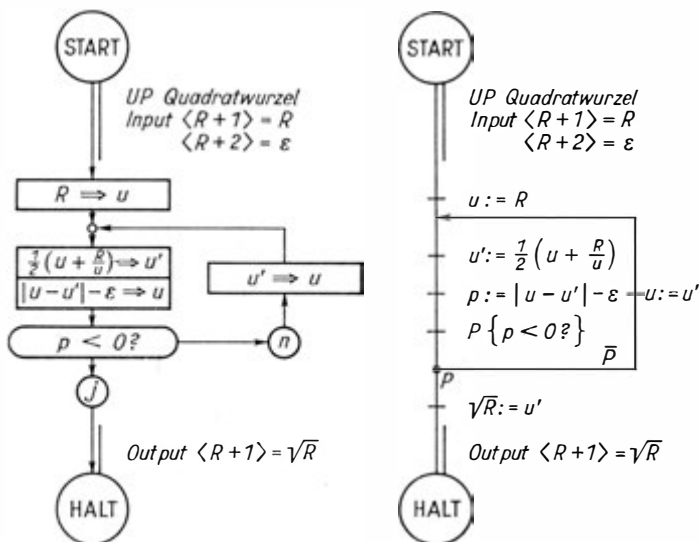 START
UP Quadratwurzel
Input ⟨R+1⟩ = R
⟨R+2⟩ = ε
R ⟹ u
1/2 (u + R/u) ⟹ u'
|u - u'| - ε ⟹ u
u' ⟹ u
p < 0?
n
j
Output ⟨R+1⟩ = √R
HALT
START
UP Quadratwurzel
Input ⟨R+1⟩ = R
⟨R+2⟩ = ε
u := R
u' := 1/2 (u + R/u)
p := |u - u'| - ε
u := u'
P {p < 0?}
P̅
P
√R := u'
Output ⟨R+1⟩ = √R
HALT